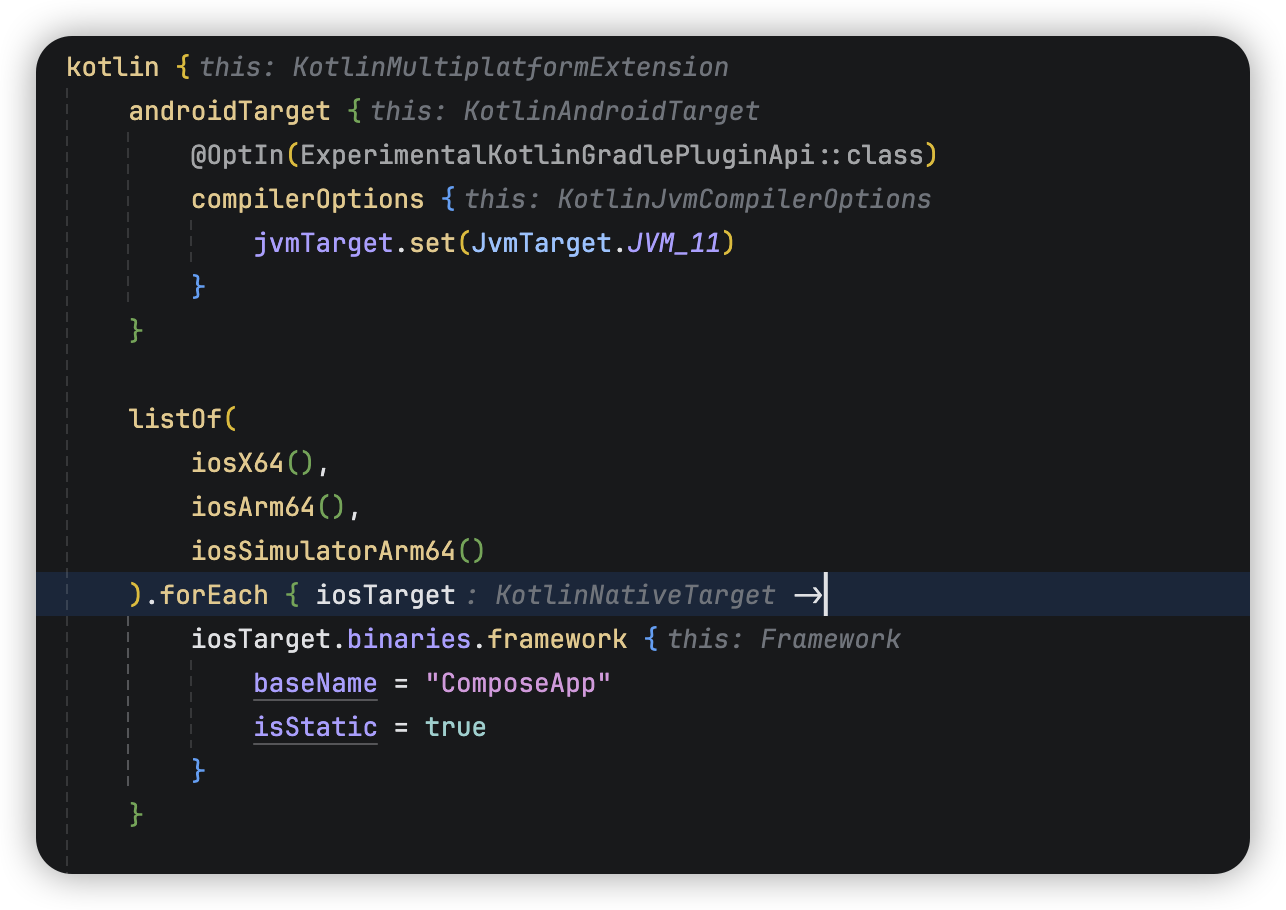 kotlin { this: KotlinMultiplatformExtension
    androidTarget { this: KotlinAndroidTarget
        @OptIn(ExperimentalKotlinGradlePluginApi::class)
        compilerOptions { this: KotlinJvmCompilerOptions
            jvmTarget.set(JvmTarget.JVM_11)
        }
    }

    listOf(
        iosX64(),
        iosArm64(),
        iosSimulatorArm64()
    ).forEach { iosTarget : KotlinNativeTarget ->
        iosTarget.binaries.framework { this: Framework
            baseName = "ComposeApp"
            isStatic = true
        }
    }